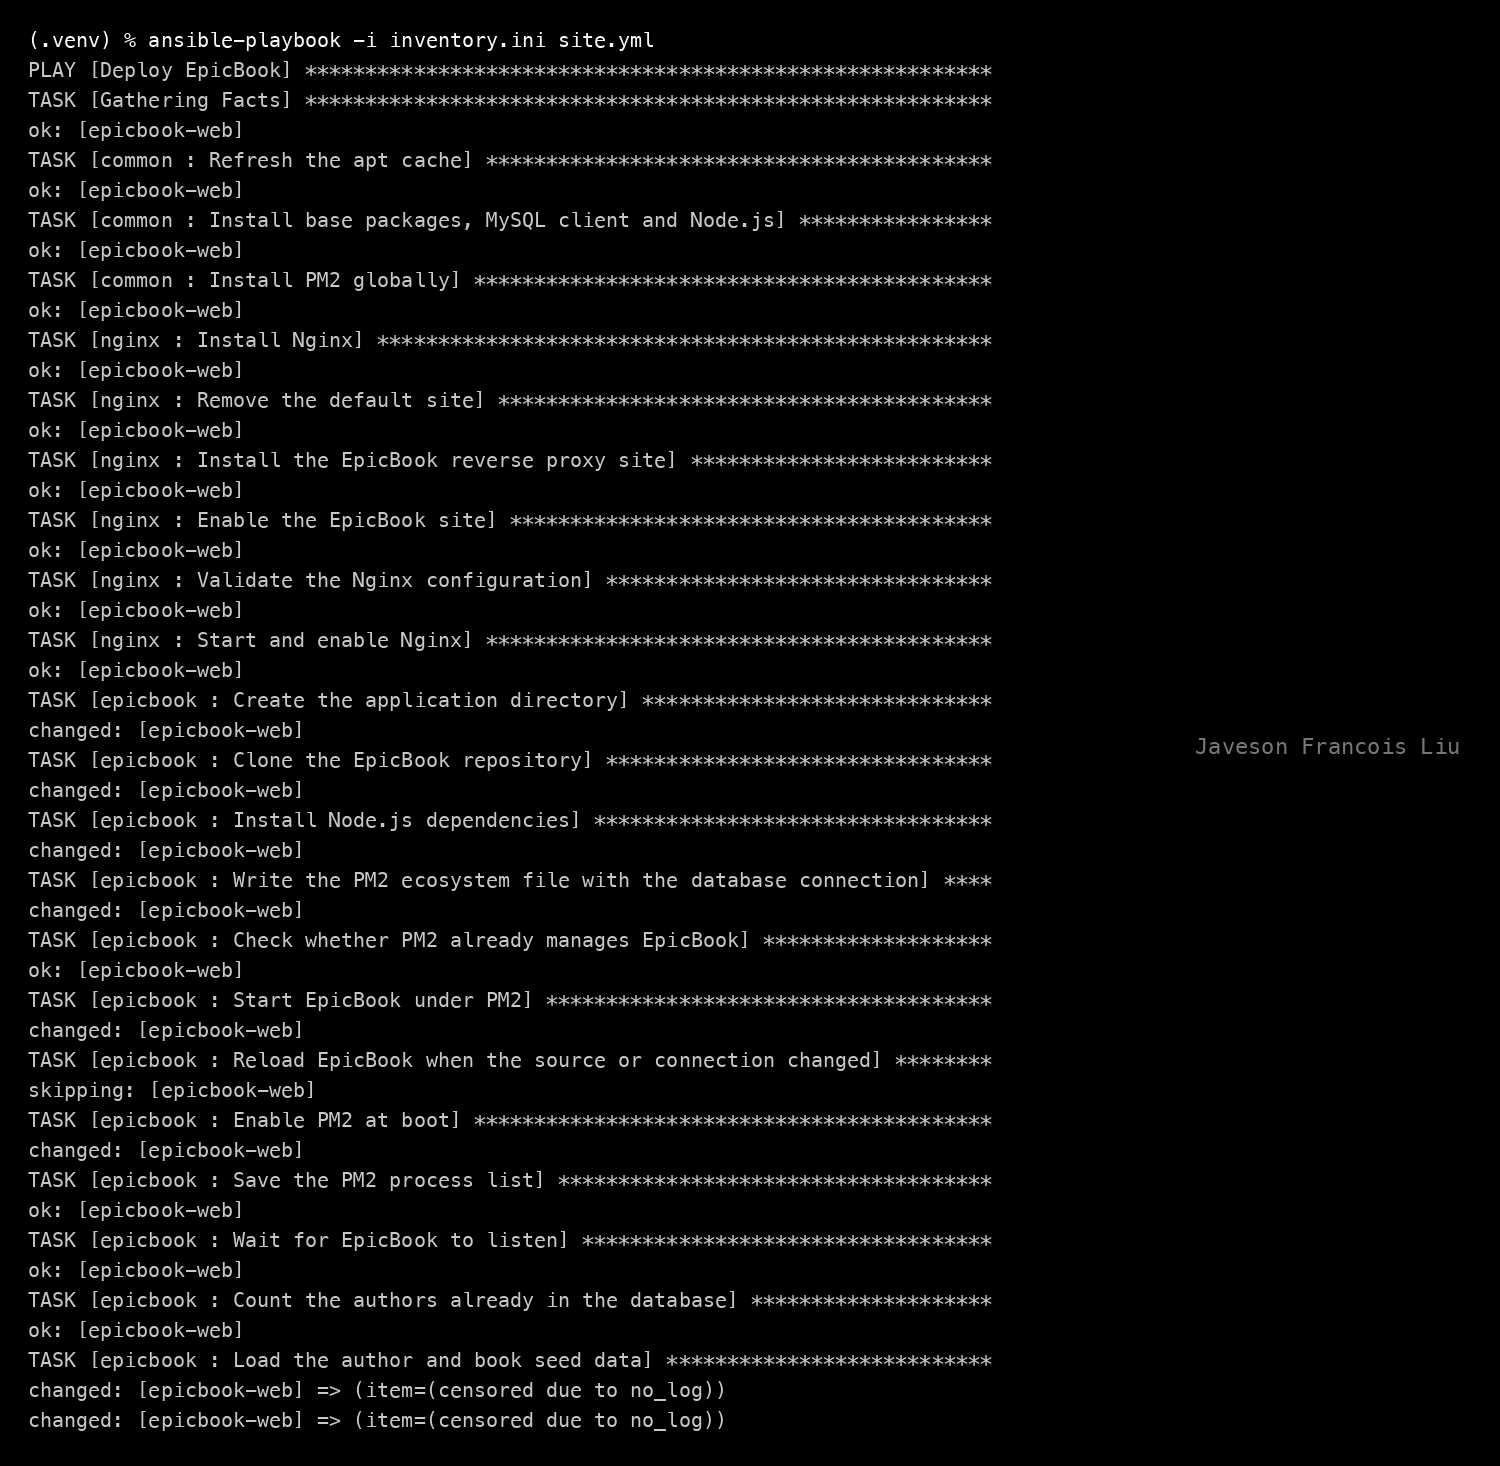 (.venv) % ansible-playbook -i inventory.ini site.yml
PLAY [Deploy EpicBook] *********************************************************
TASK [Gathering Facts] *********************************************************
ok: [epicbook-web]
TASK [common : Refresh the apt cache] ******************************************
ok: [epicbook-web]
TASK [common : Install base packages, MySQL client and Node.js] ****************
ok: [epicbook-web]
TASK [common : Install PM2 globally] *******************************************
ok: [epicbook-web]
TASK [nginx : Install Nginx] ***************************************************
ok: [epicbook-web]
TASK [nginx : Remove the default site] *****************************************
ok: [epicbook-web]
TASK [nginx : Install the EpicBook reverse proxy site] *************************
ok: [epicbook-web]
TASK [nginx : Enable the EpicBook site] ****************************************
ok: [epicbook-web]
TASK [nginx : Validate the Nginx configuration] ********************************
ok: [epicbook-web]
TASK [nginx : Start and enable Nginx] ******************************************
ok: [epicbook-web]
TASK [epicbook : Create the application directory] *****************************
changed: [epicbook-web]
Javeson Francois Liu
TASK [epicbook : Clone the EpicBook repository] ********************************
changed: [epicbook-web]
TASK [epicbook : Install Node.js dependencies] *********************************
changed: [epicbook-web]
TASK [epicbook : Write the PM2 ecosystem file with the database connection] ****
changed: [epicbook-web]
TASK [epicbook : Check whether PM2 already manages EpicBook] *******************
ok: [epicbook-web]
TASK [epicbook : Start EpicBook under PM2] *************************************
changed: [epicbook-web]
TASK [epicbook : Reload EpicBook when the source or connection changed] ********
skipping: [epicbook-web]
TASK [epicbook : Enable PM2 at boot] *******************************************
changed: [epicbook-web]
TASK [epicbook : Save the PM2 process list] ************************************
ok: [epicbook-web]
TASK [epicbook : Wait for EpicBook to listen] **********************************
ok: [epicbook-web]
TASK [epicbook : Count the authors already in the database] ********************
ok: [epicbook-web]
TASK [epicbook : Load the author and book seed data] ***************************
changed: [epicbook-web] => (item=(censored due to no_log))
changed: [epicbook-web] => (item=(censored due to no_log))